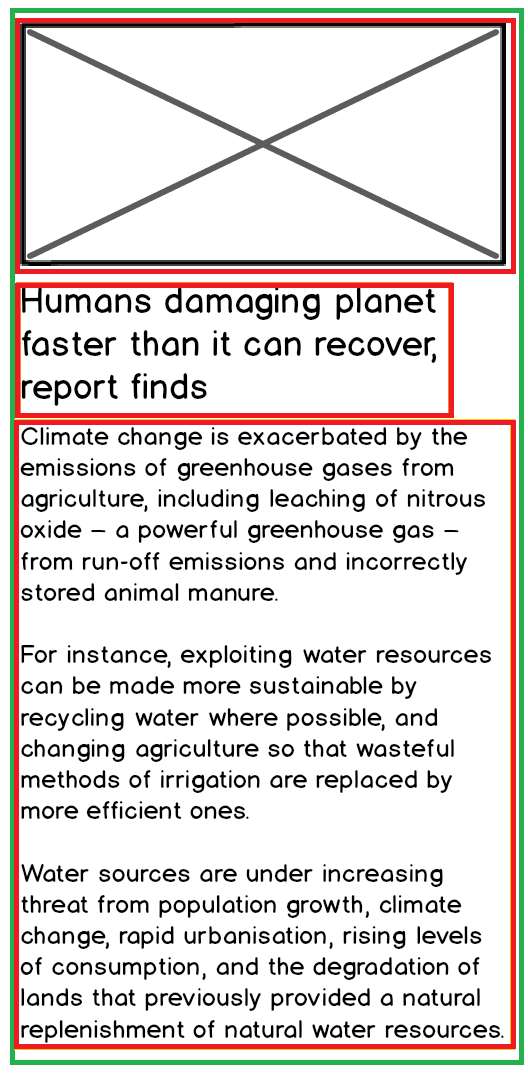 Humans damaging planet
faster than it can recover,
report finds
Climate change is exacerbated by the
emissions of greenhouse gases from
agriculture, including leaching of nitrous
oxide – a powerful greenhouse gas –
from run-off emissions and incorrectly
stored animal manure.
For instance, exploiting water resources
can be made more sustainable by
recycling water where possible, and
changing agriculture so that wasteful
methods of irrigation are replaced by
more efficient ones.
Water sources are under increasing
threat from population growth, climate
change, rapid urbanisation, rising levels
of consumption, and the degradation of
lands that previously provided a natural
replenishment of natural water resources.